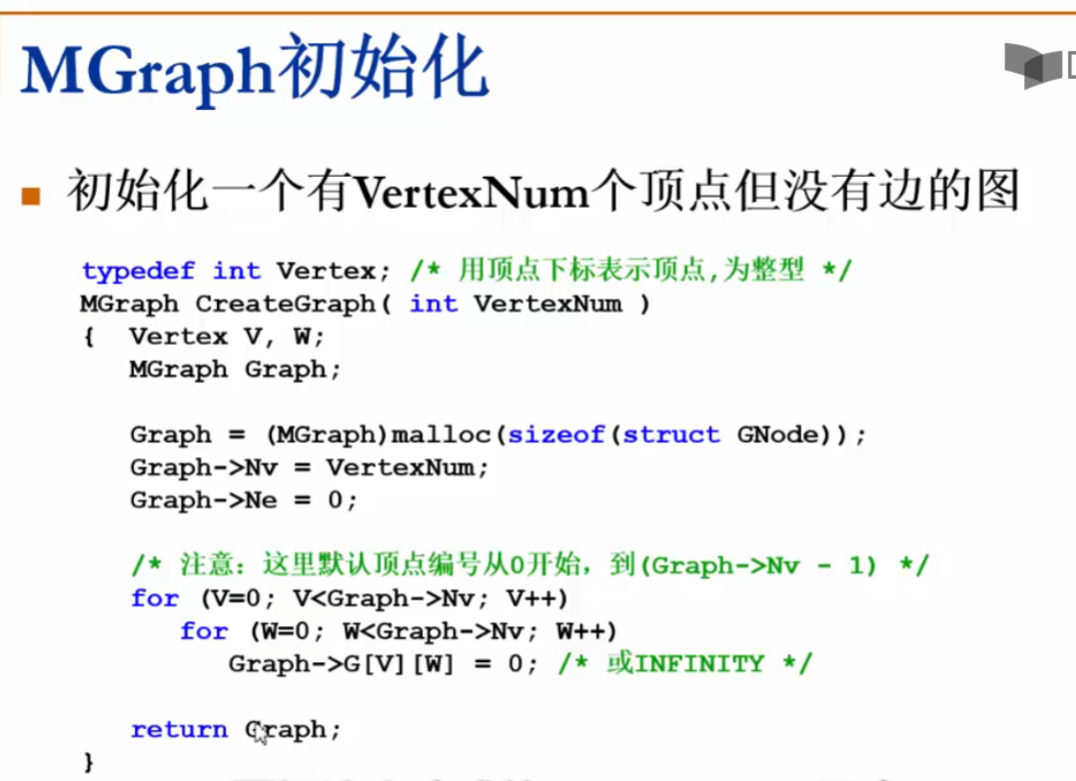 MGraph初始化
初始化一个有VertexNum个顶点但没有边的图
typedef int Vertex; /* 用顶点下标表示顶点,为整型 */
MGraph CreateGraph( int VertexNum )
{ Vertex V, W;
MGraph Graph;
Graph = (MGraph)malloc(sizeof(struct GNode));
Graph->Nv = VertexNum;
Graph->Ne = 0;
/* 注意：这里默认顶点编号从0开始，到(Graph->Nv - 1) */
for (V=0; V<Graph->Nv; V++)
for (W=0; W<Graph->Nv; W++)
Graph->G[V][W] = 0; /* 或INFINITY */
return Graph;
}